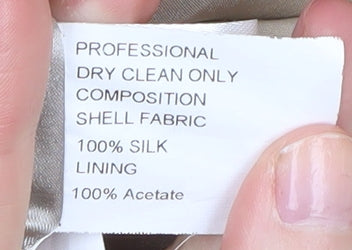 PROFESSIONAL
DRY CLEAN ONLY
COMPOSITION
SHELL FABRIC
100% SILK
LINING
100% Acetate